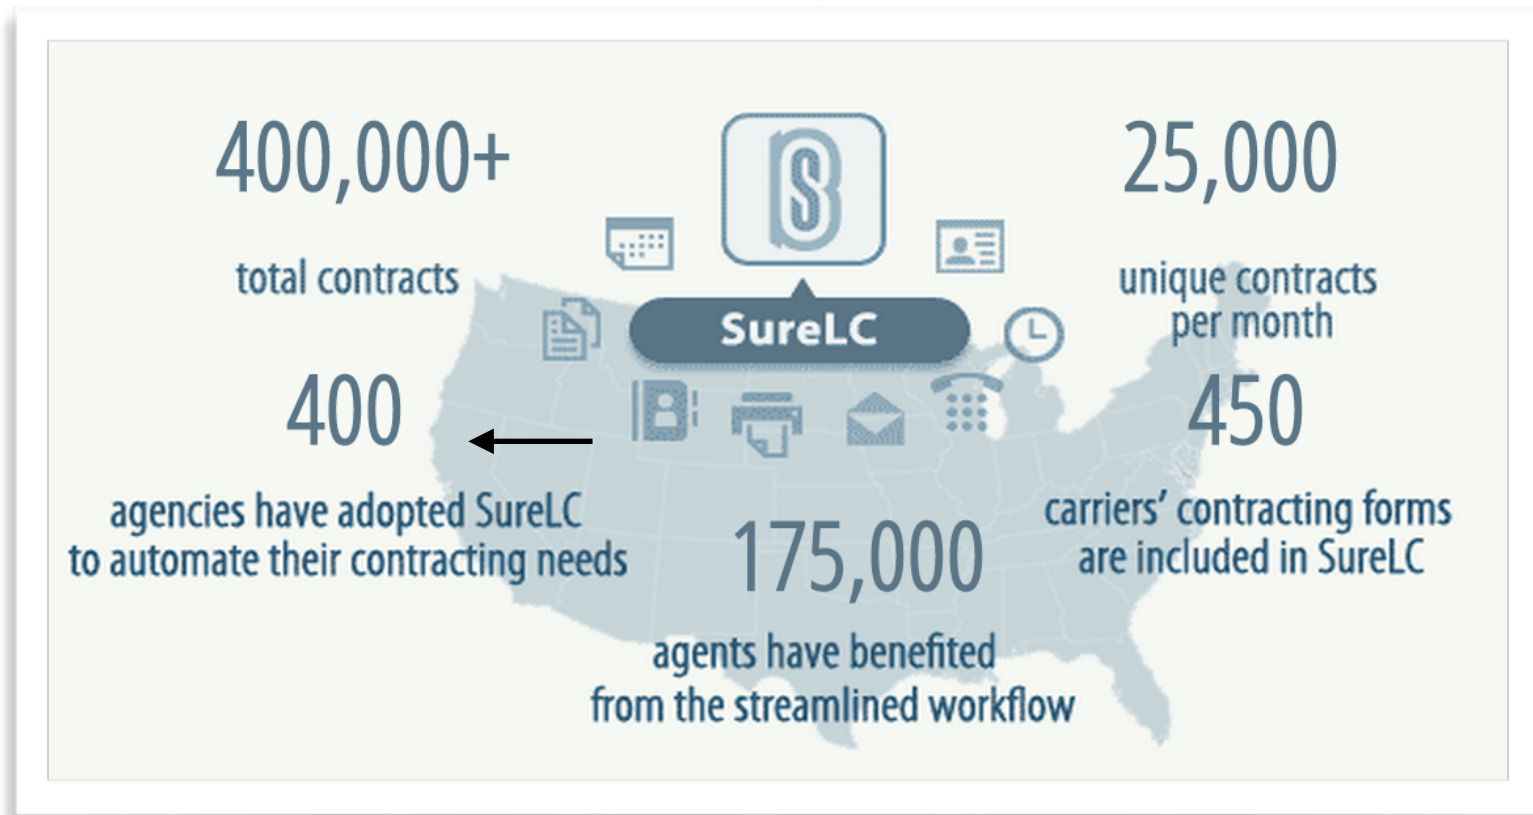 400,000+
total contracts
25,000
unique contracts
per month
SureLC
400
agencies have adopted SureLC
to automate their contracting needs
450
carriers’ contracting forms
are included in SureLC
175,000
agents have benefited
from the streamlined workflow